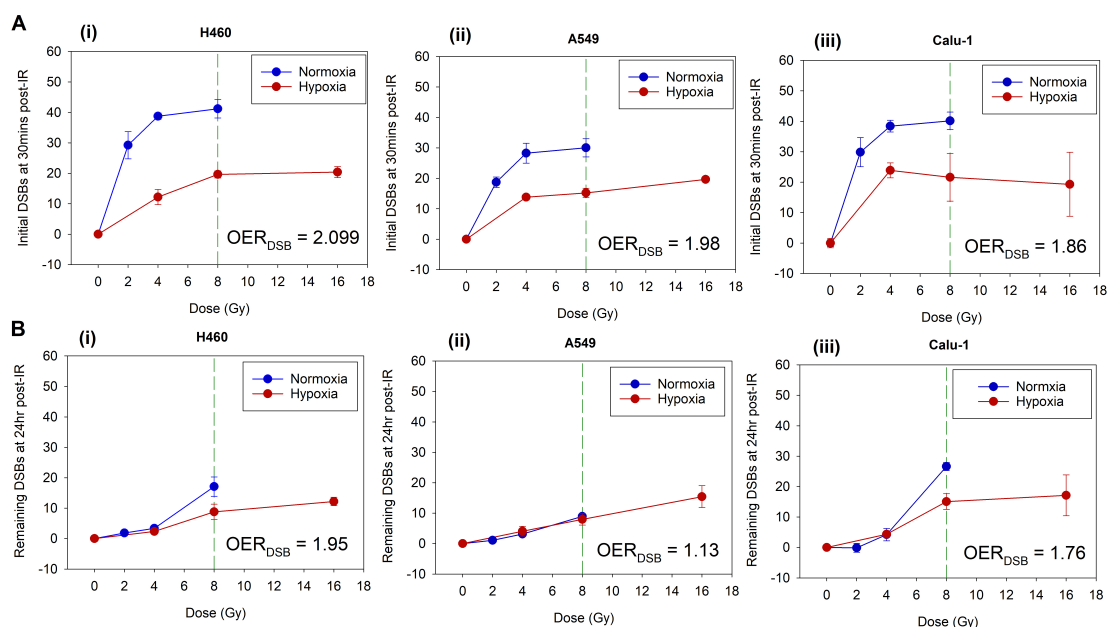 A
(i)
H460
Initial DSBs at 30mins post-IR
60
50
40
30
20
10
0
-10
Normoxia
Hypoxia
OER_DSB = 2.099
0 2 4 6 8 10 12 14 16 18
Dose (Gy)
(ii)
A549
Initial DSBs at 30mins post-IR
60
50
40
30
20
10
0
-10
Normoxia
Hypoxia
OER_DSB = 1.98
0 2 4 6 8 10 12 14 16 18
Dose (Gy)
(iii)
Calu-1
Initial DSBs at 30mins post-IR
60
50
40
30
20
10
0
-10
Normoxia
Hypoxia
OER_DSB = 1.86
0 2 4 6 8 10 12 14 16 18
Dose (Gy)
B
(i)
H460
Remaining DSBs at 24hr post-IR
60
50
40
30
20
10
0
-10
Normoxia
Hypoxia
OER_DSB = 1.95
0 2 4 6 8 10 12 14 16 18
Dose (Gy)
(ii)
A549
Remaining DSBs at 24hr post-IR
60
50
40
30
20
10
0
-10
Normoxia
Hypoxia
OER_DSB = 1.13
0 2 4 6 8 10 12 14 16 18
Dose (Gy)
(iii)
Calu-1
Remaining DSBs at 24hr post-IR
60
50
40
30
20
10
0
-10
Normxia
Hypoxia
OER_DSB = 1.76
0 2 4 6 8 10 12 14 16 18
Dose (Gy)